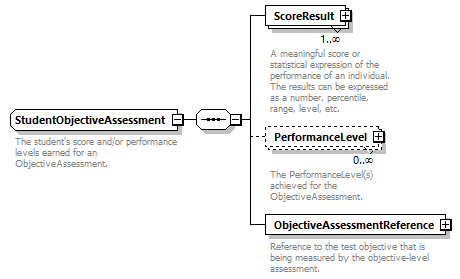 ScoreResult
1..∞
A meaningful score or
statistical expression of the
performance of an individual.
The results can be expressed
as a number, percentile,
range, level, etc.
StudentObjectiveAssessment
The student's score and/or performance
levels earned for an
ObjectiveAssessment.
PerformanceLevel
0..∞
The PerformanceLevel(s)
achieved for the
ObjectiveAssessment.
ObjectiveAssessmentReference
Reference to the test objective that is
being measured by the objective-level
assessment.